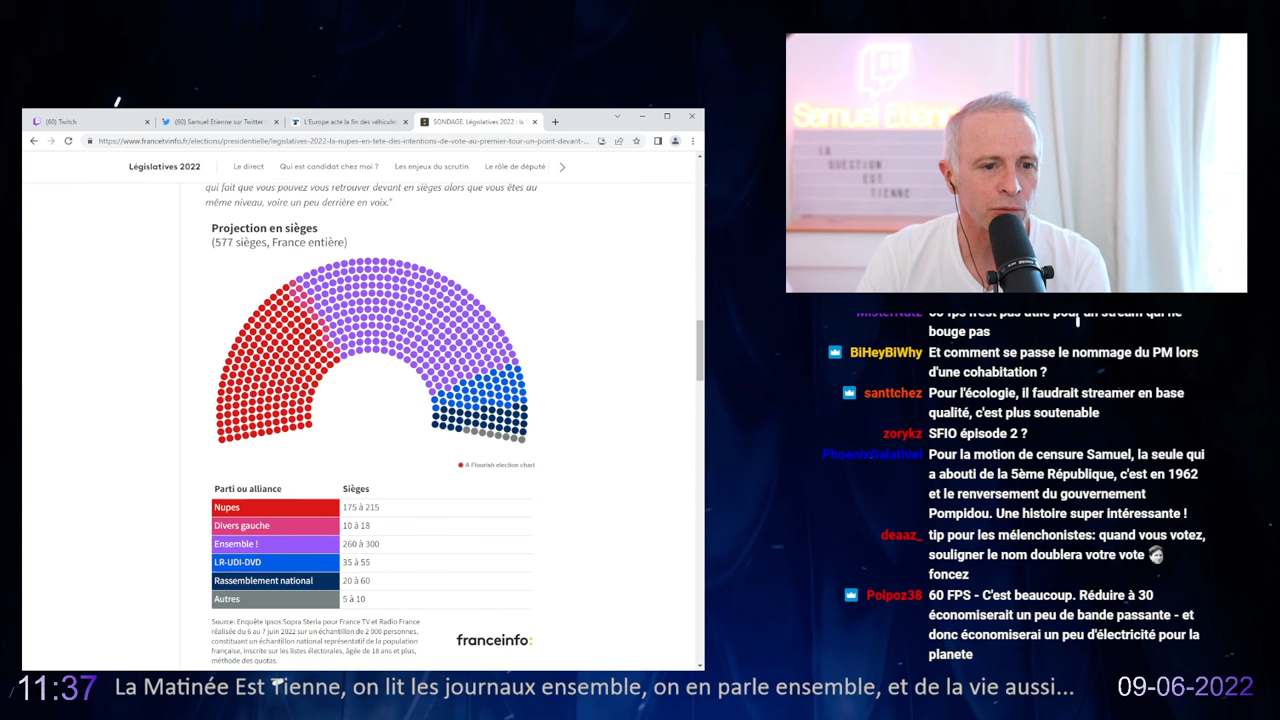 (60) Twitch
(60) Samuel Etienne sur Twitter
L'Europe acte la fin des véhicule
SONDAGE. Législatives 2022 : la
https://www.francetvinfo.fr/elections/presidentielle/legislatives-2022-la-nupes-en-tete-des-intentions-de-vote-au-premier-tour-un-point-devant-...
Législatives 2022
Le direct
Qui est candidat chez moi ?
Les enjeux du scrutin
Le rôle de député
qui fait que vous pouvez vous retrouver devant en sièges alors que vous êtes au
même niveau, voire un peu derrière en voix."
Projection en sièges
(577 sièges, France entière)
A Flourish election chart
Parti ou alliance Sièges
Nupes 175 à 215
Divers gauche 10 à 18
Ensemble ! 260 à 300
LR-UDI-DVD 35 à 55
Rassemblement national 20 à 60
Autres 5 à 10
Source: Enquête Ipsos Sopra Steria pour France TV et Radio France
réalisée du 6 au 7 juin 2022 sur un échantillon de 2 000 personnes,
constituant un échantillon national représentatif de la population
française, inscrite sur les listes électorales, âgée de 18 ans et plus,
méthode des quotas.
franceinfo:
Samuel Etienne
LA
QUESTION
EST
TIENNE
bouge pas
BiHeyBiWhy Et comment se passe le nommage du PM lors
d'une cohabitation ?
santtchez Pour l'écologie, il faudrait streamer en base
qualité, c'est plus soutenable
zorykz SFIO épisode 2 ?
PhoenixGalathiel Pour la motion de censure Samuel, la seule qui
a abouti de la 5ème République, c'est en 1962
et le renversement du gouvernement
Pompidou. Une histoire super intéressante !
deaaz_ tip pour les mélenchonistes: quand vous votez,
souligner le nom doublera votre vote
foncez
Polpoz38 60 FPS - C'est beaucoup. Réduire à 30
économiserait un peu de bande passante - et
donc économiserai un peu d'électricité pour la
planete
11:37 La Matinée Est Tienne, on lit les journaux ensemble, on en parle ensemble, et de la vie aussi... 09-06-2022